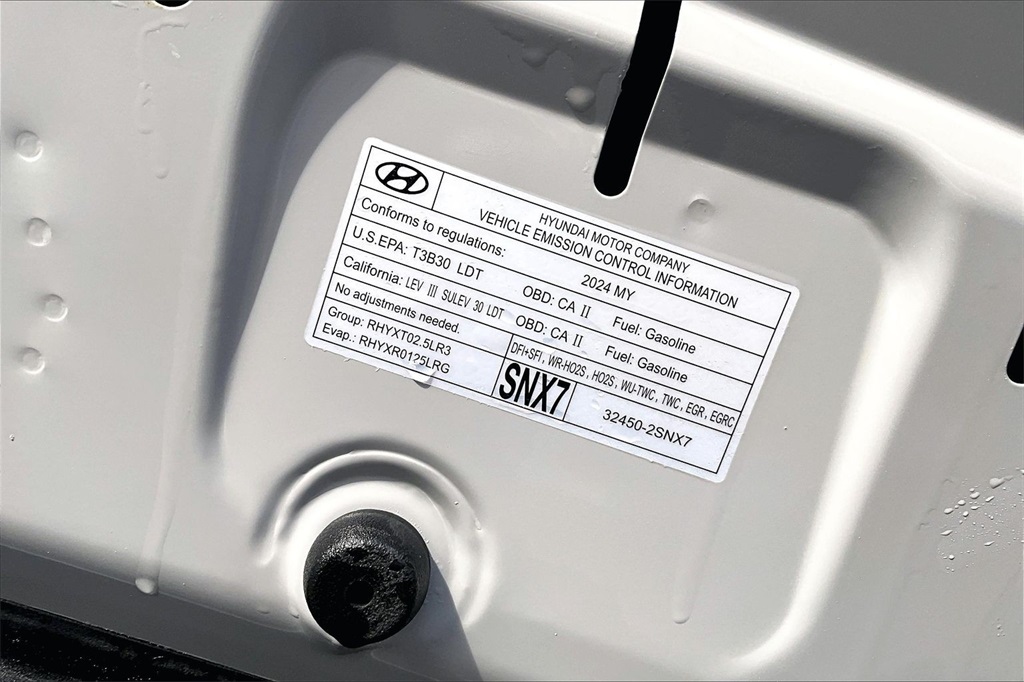 HYUNDAI MOTOR COMPANY
VEHICLE EMISSION CONTROL INFORMATION
Conforms to regulations: 2024 MY
U.S.EPA: T3B30 LDT OBD: CA II Fuel: Gasoline
California: LEV III SULEV 30 LDT OBD: CA II Fuel: Gasoline
No adjustments needed. DFI+SFI, WR-HO2S, HO2S, WU-TWC, TWC, EGR, EGRC
Group: RHYXT02.5LR3
Evap.: RHYXR0125LRG
SNX7 32450-2SNX7